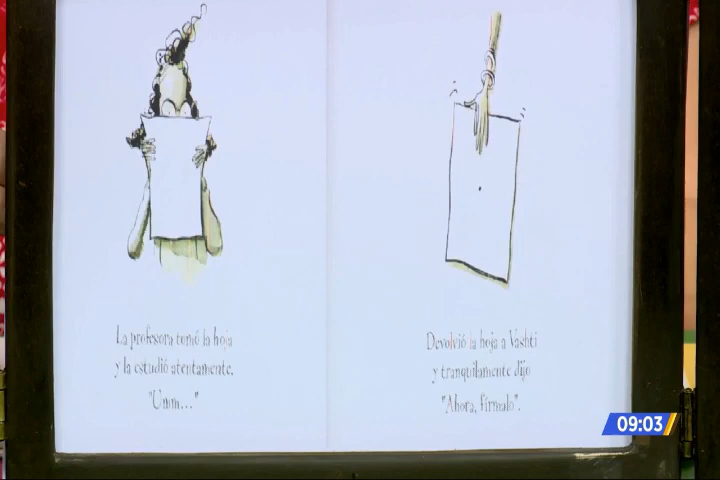 La profesora tomó la hoja
y la estudió atentamente.
"Umm..."
Devolvió la hoja a Vashti
y tranquilamente dijo
"Ahora, fírmalo".
09:03